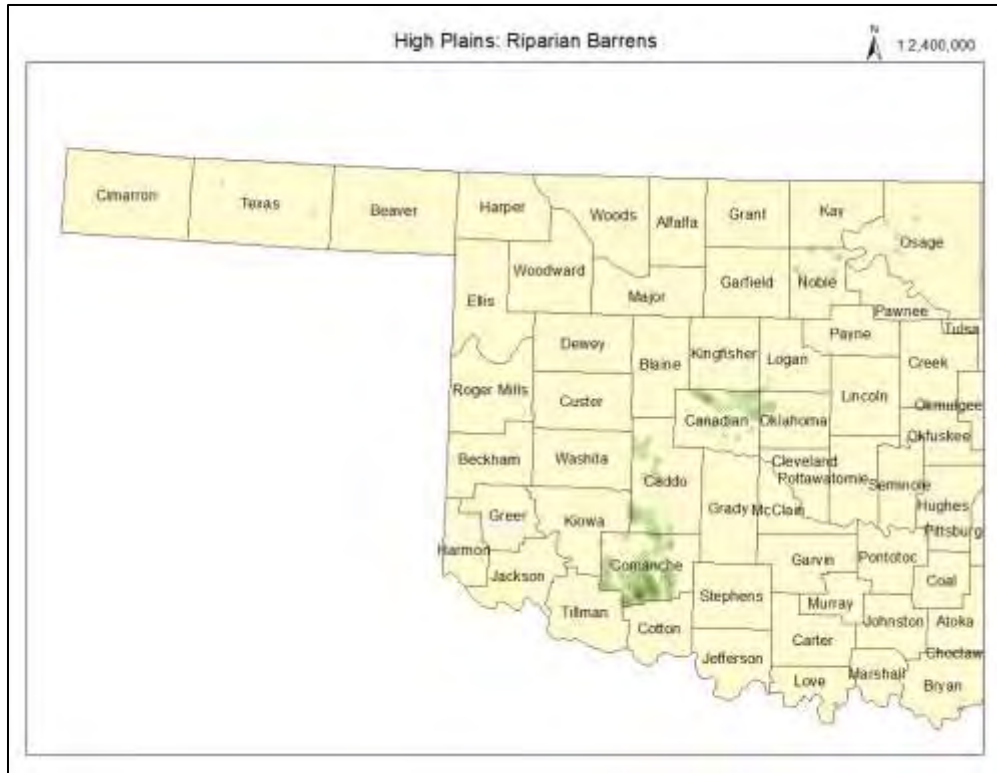 High Plains: Riparian Barrens
N
1:2,400,000
Cimarron
Texas
Beaver
Harper
Woods
Alfalfa
Grant
Kay
Osage
Woodward
Ellis
Major
Garfield
Noble
Pawnee
Tulsa
Dewey
Blaine
Kingfisher
Logan
Payne
Creek
Roger Mills
Custer
Canadian
Oklahoma
Lincoln
Okmulgee
Okfuskee
Beckham
Washita
Caddo
Cleveland
Pottawatomie
Seminole
Grady
McClain
Hughes
Pittsburg
Greer
Kiowa
Harmon
Jackson
Comanche
Garvin
Pontotoc
Coal
Tillman
Stephens
Murray
Johnston
Atoka
Cotton
Carter
Choctaw
Jefferson
Love
Marshall
Bryan